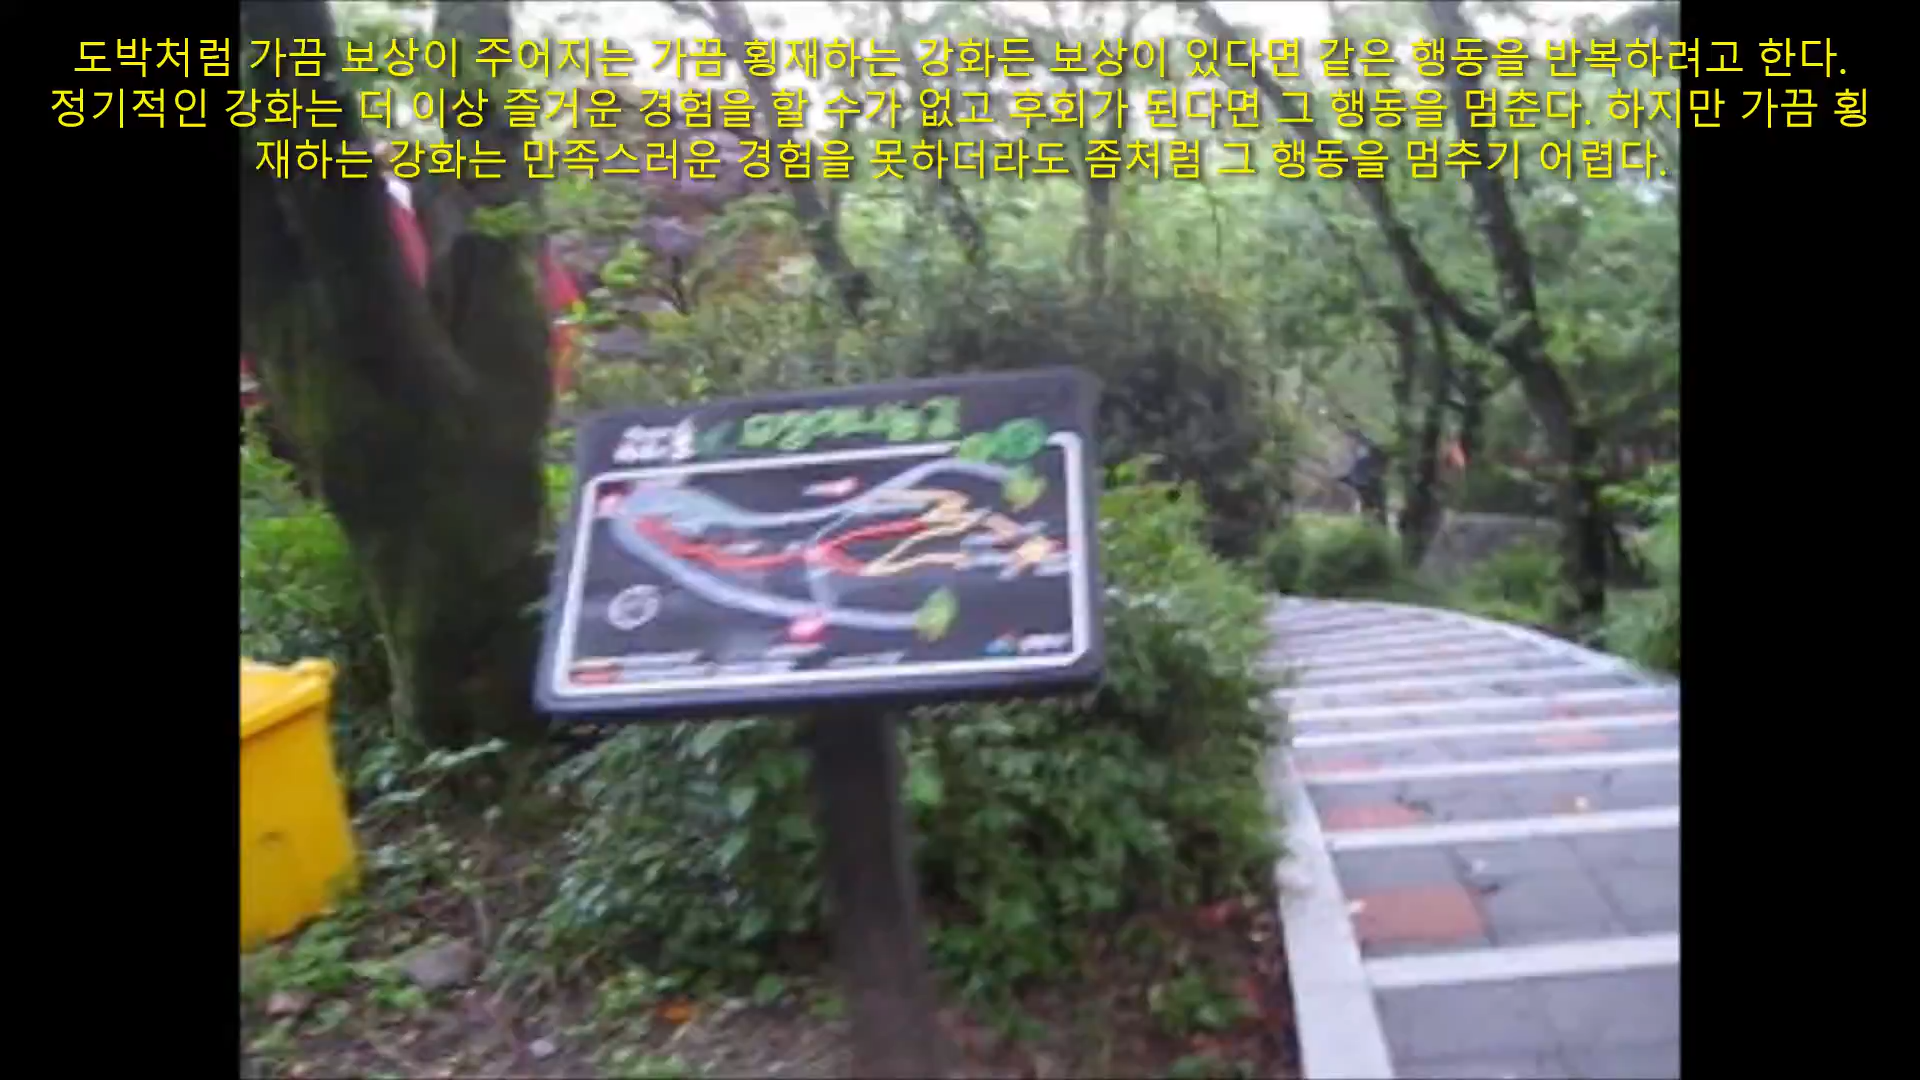 도박처럼 가끔 보상이 주어지는 가끔 횡재하는 강화든 보상이 있다면 같은 행동을 반복하려고 한다.
정기적인 강화는 더 이상 즐거운 경험을 할 수가 없고 후회가 된다면 그 행동을 멈춘다. 하지만 가끔 횡
재하는 강화는 만족스러운 경험을 못하더라도 좀처럼 그 행동을 멈추기 어렵다.